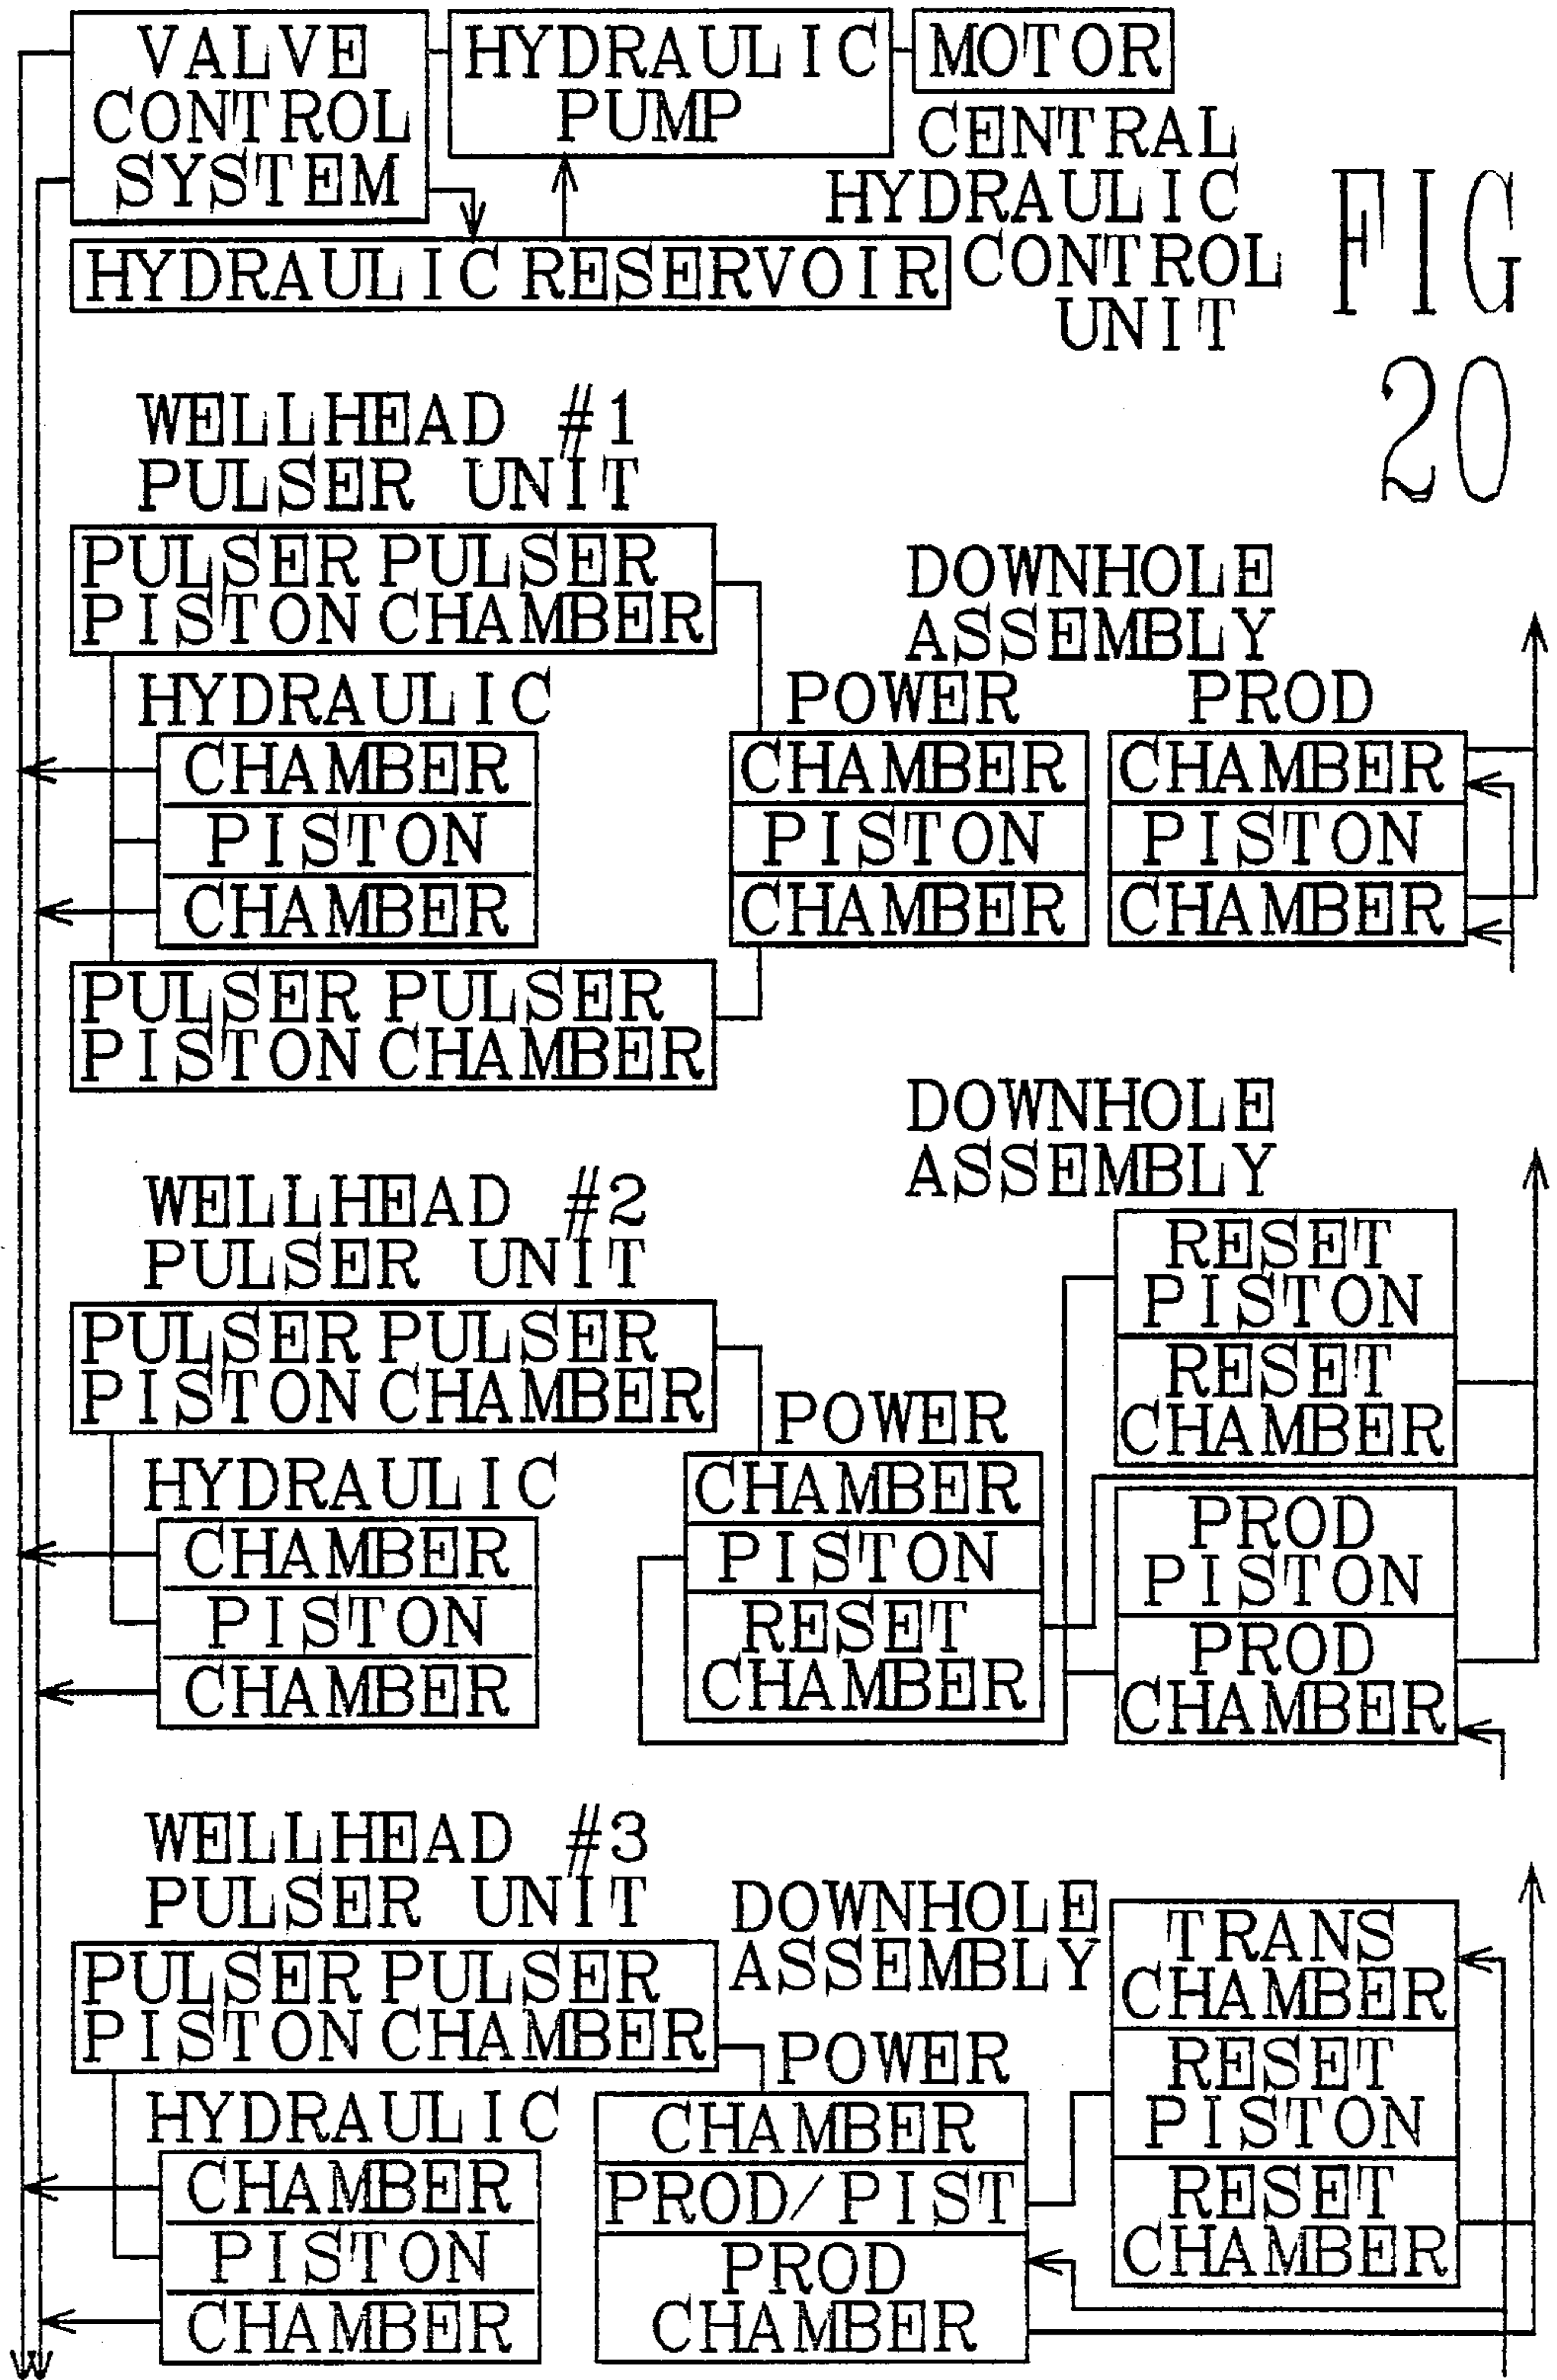 VALVE
CONTROL
SYSTEM
HYDRAULIC
PUMP
MOTOR
CENTRAL
HYDRAULIC
CONTROL
UNIT
HYDRAULIC RESERVOIR
FIG
20
WELLHEAD #1
PULSER UNIT
PULSER PULSER
PISTON CHAMBER
HYDRAULIC
CHAMBER
PISTON
CHAMBER
PULSER PULSER
PISTON CHAMBER
DOWNHOLE
ASSEMBLY
POWER
CHAMBER
PISTON
CHAMBER
PROD
CHAMBER
PISTON
CHAMBER
WELLHEAD #2
PULSER UNIT
PULSER PULSER
PISTON CHAMBER
HYDRAULIC
CHAMBER
PISTON
CHAMBER
DOWNHOLE
ASSEMBLY
POWER
CHAMBER
PISTON
RESET
CHAMBER
RESET
PISTON
RESET
CHAMBER
PROD
PISTON
PROD
CHAMBER
WELLHEAD #3
PULSER UNIT
PULSER PULSER
PISTON CHAMBER
HYDRAULIC
CHAMBER
PISTON
CHAMBER
DOWNHOLE
ASSEMBLY
POWER
CHAMBER
PROD/PIST
PROD
CHAMBER
TRANS
CHAMBER
RESET
PISTON
RESET
CHAMBER